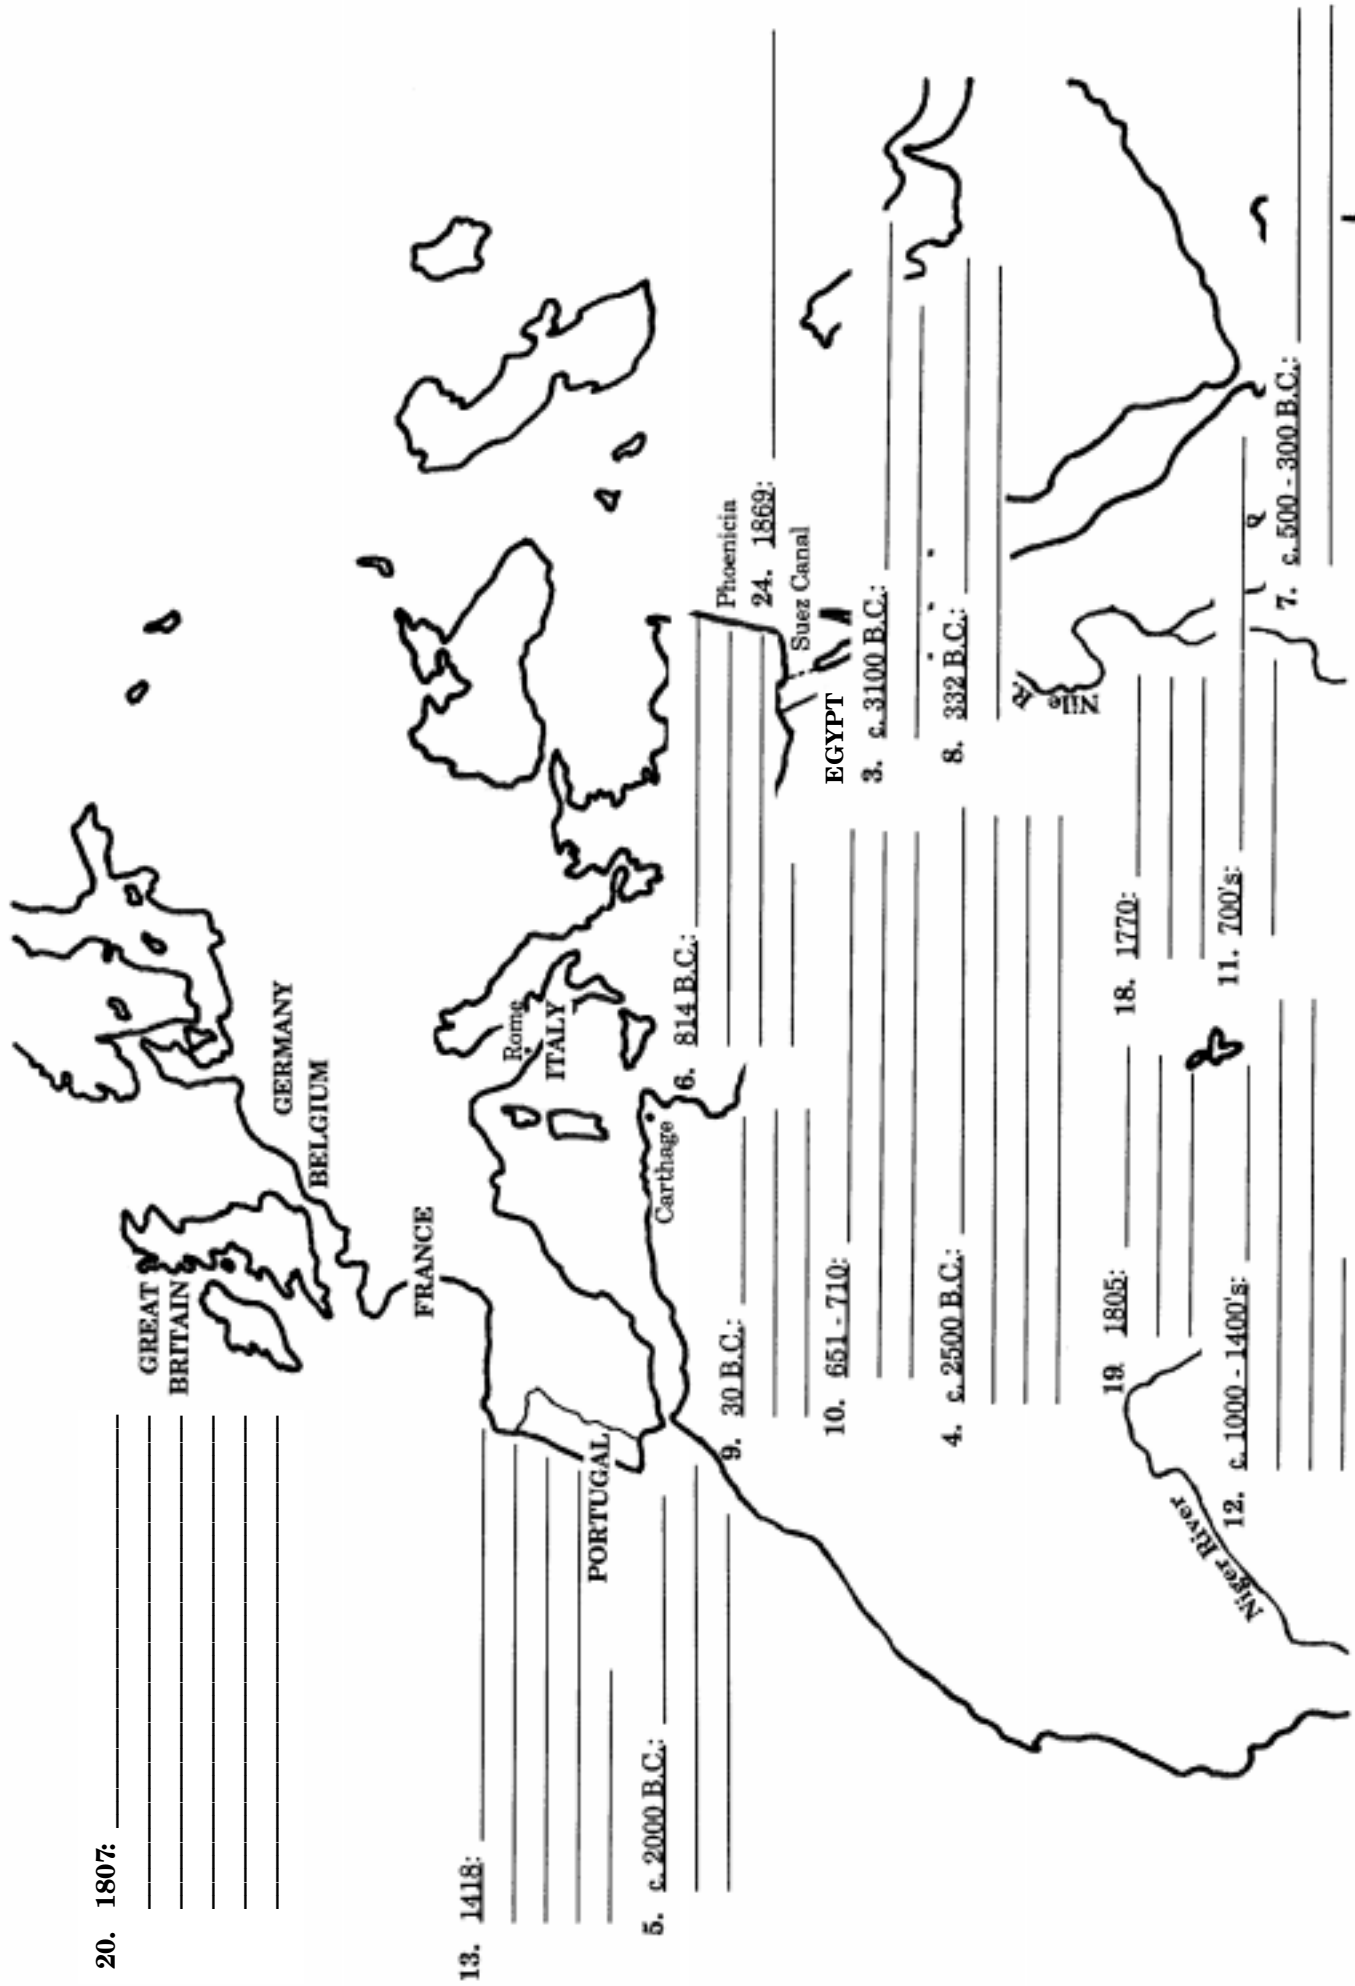 20. 1807:
GREAT
BRITAIN
GERMANY
BELGIUM
FRANCE
13. 1418:
Rome
ITALY
PORTUGAL
5. c. 2000 B.C.:
Carthage
6. 814 B.C.:
Phoenicia
9. 30 B.C.:
24. 1869:
Suez Canal
10. 651 - 710:
EGYPT
3. c. 3100 B.C.:
4. c. 2500 B.C.:
8. 332 B.C.:
Nile R.
19. 1805:
18. 1770:
Niger River
12. c. 1000 - 1400's:
11. 700's:
7. c. 500 - 300 B.C.: